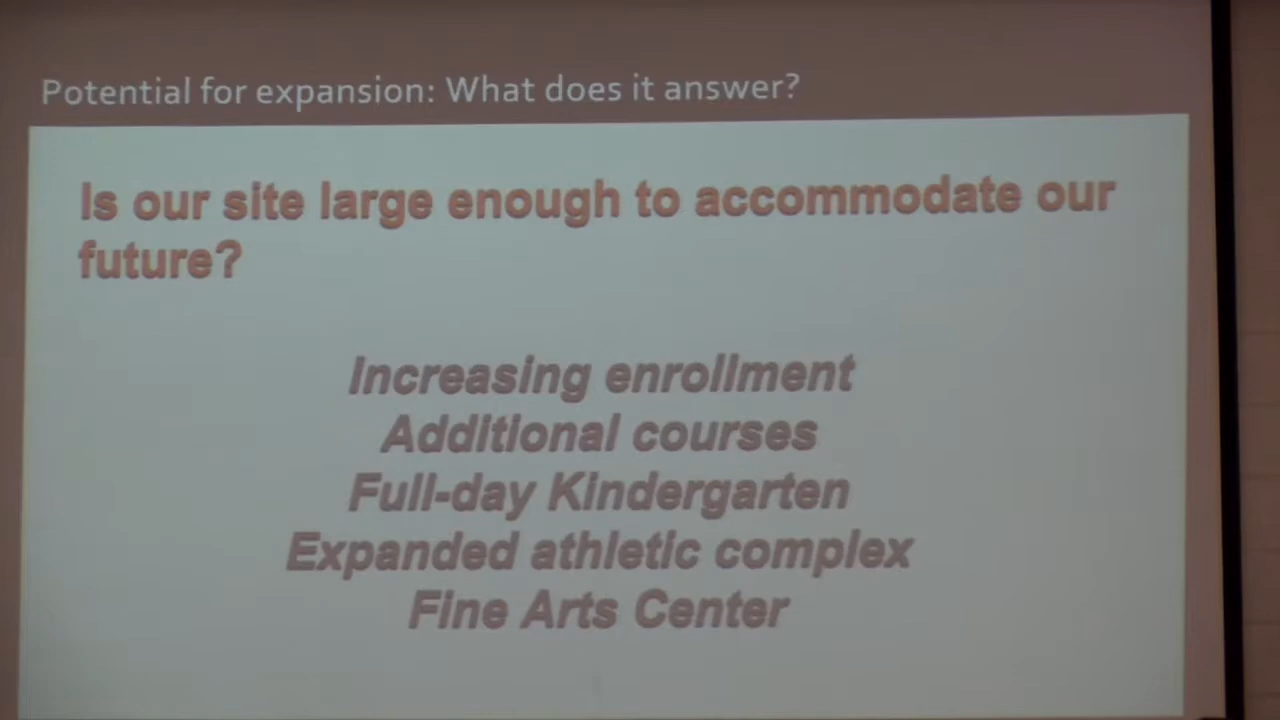 Potential for expansion: What does it answer?
Is our site large enough to accommodate our
future?
Increasing enrollment
Additional courses
Full-day Kindergarten
Expanded athletic complex
Fine Arts Center